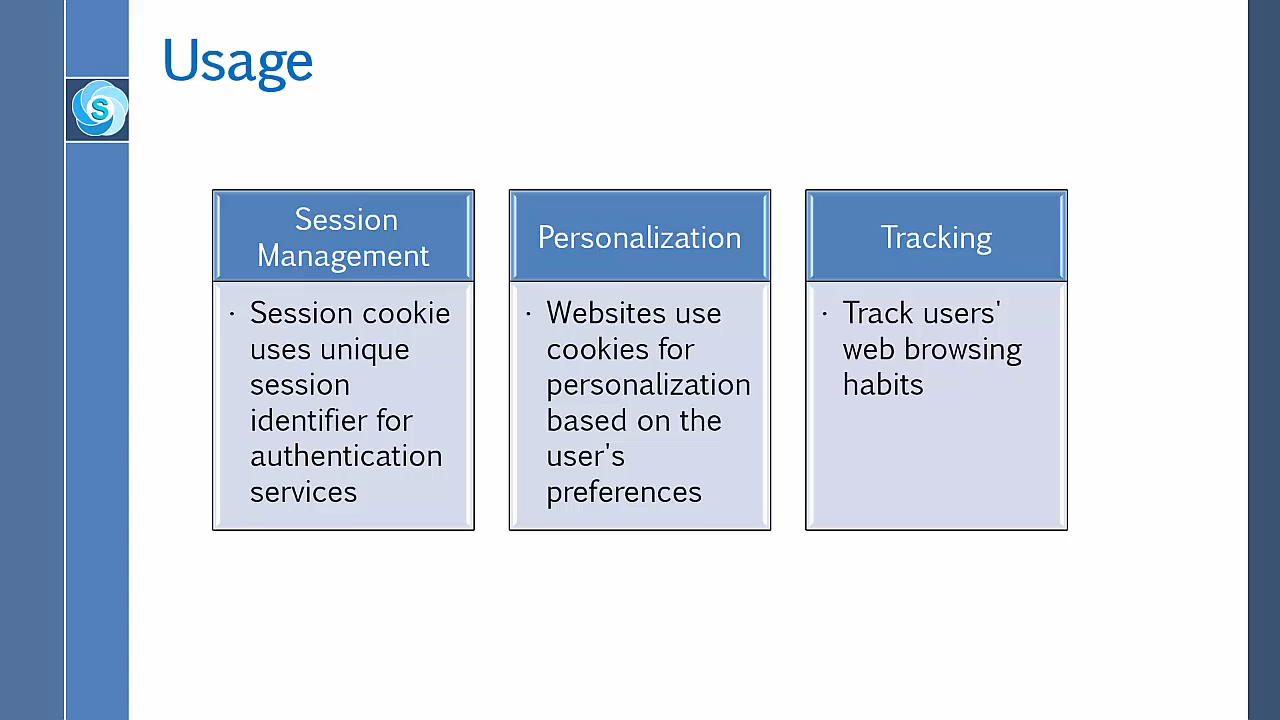 Usage
S
Session
Management
· Session cookie
uses unique
session
identifier for
authentication
services
Personalization
· Websites use
cookies for
personalization
based on the
user's
preferences
Tracking
· Track users'
web browsing
habits